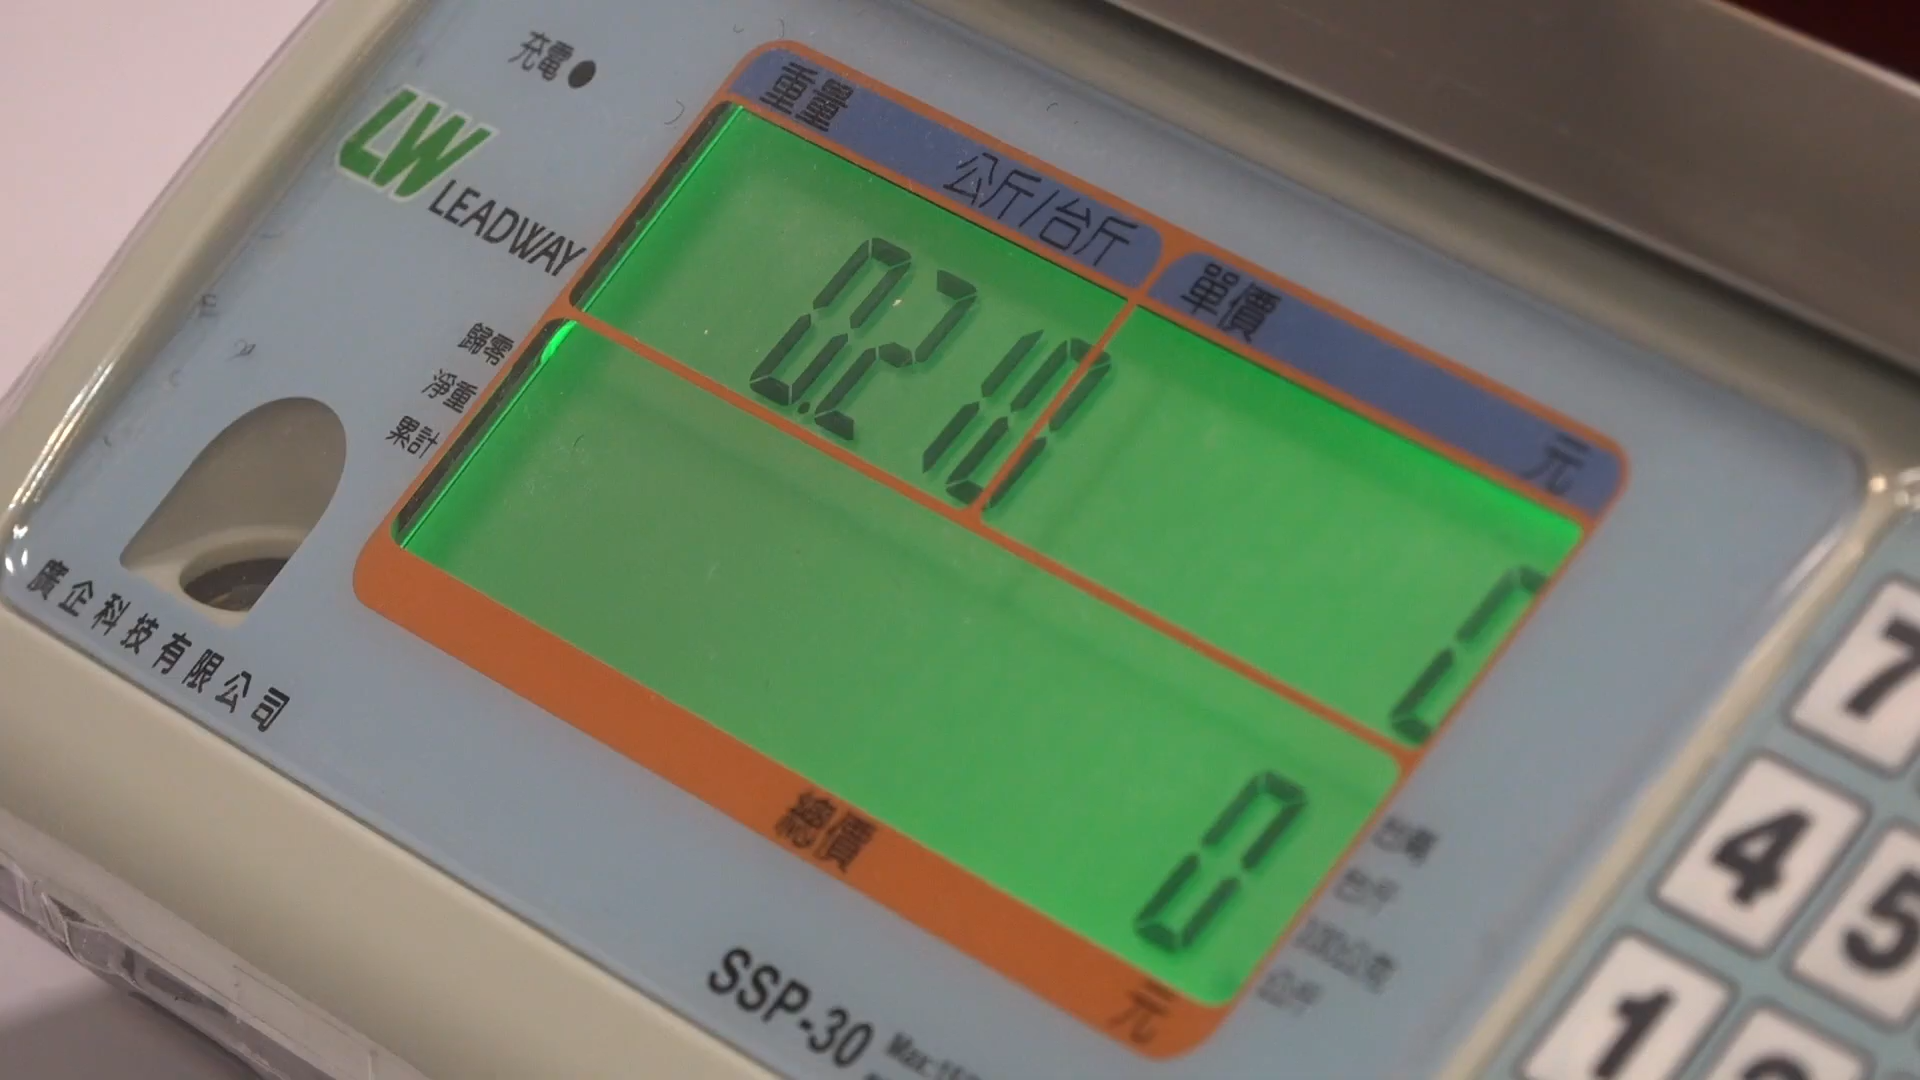 充電
重量
公斤/台斤
單價
元
LW
LEADWAY
0.210
0
歸零
淨重
累計
0
總價
元
廣企科技有限公司
SSP-30
7
4
5
1